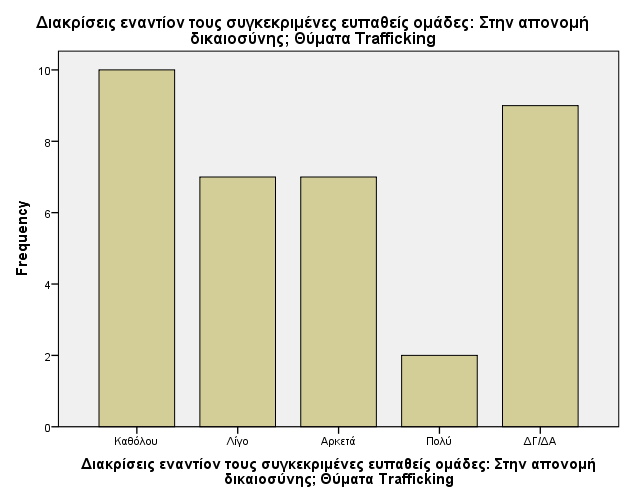 Διακρίσεις εναντίον τους συγκεκριμένες ευπαθείς ομάδες: Στην απονομή
δικαιοσύνης; Θύματα Trafficking
Frequency
10
8
6
4
2
0
Καθόλου
Λίγο
Αρκετά
Πολύ
ΔΓ/ΔΑ
Διακρίσεις εναντίον τους συγκεκριμένες ευπαθείς ομάδες: Στην απονομή
δικαιοσύνης; Θύματα Trafficking